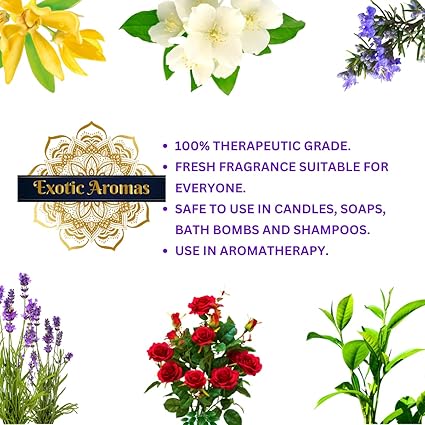 Exotic Aromas
• 100% THERAPEUTIC GRADE.
• FRESH FRAGRANCE SUITABLE FOR
EVERYONE.
• SAFE TO USE IN CANDLES, SOAPS,
BATH BOMBS AND SHAMPOOS.
• USE IN AROMATHERAPY.